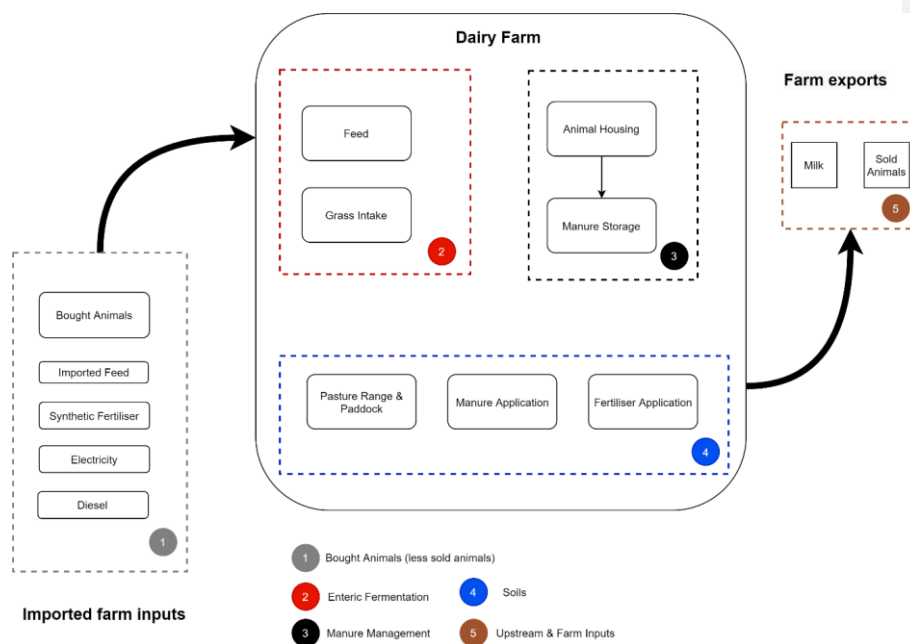 Dairy Farm
Farm exports
Feed
Grass Intake
2
Animal Housing
Manure Storage
3
Milk
Sold
Animals
5
Bought Animals
Imported Feed
Synthetic Fertiliser
Electricity
Diesel
1
Imported farm inputs
Pasture Range &
Paddock
Manure Application
Fertiliser Application
4
1 Bought Animals (less sold animals)
2 Enteric Fermentation
4 Soils
3 Manure Management
5 Upstream & Farm Inputs